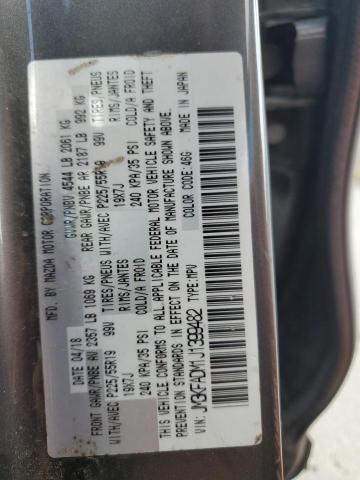 MFG. BY MAZDA MOTOR CORPORATION
04/18 GVWR/PNBV 4544 LB 2061 KG
FRONT GAWR/PNBE AV 2357 LB 1069 KG REAR GAWR/PNBE AR 2187 LB 992 KG
WITH/AVEC P225/55R19 99V TIRES/PNEUS WITH/AVEC P225/55R19 99V TIRES/PNEUS
19X7J RIMS/JANTES 19X7J RIMS/JANTES
240 KPA/35 PSI COLD/A FROID 240 KPA/35 PSI COLD/A FROID
THIS VEHICLE CONFORMS TO ALL APPLICABLE FEDERAL MOTOR VEHICLE SAFETY AND THEFT
PREVENTION STANDARDS IN EFFECT ON THE DATE OF MANUFACTURE SHOWN ABOVE.
VIN: JM3KFADM1J1399482 TYPE:MPV COLOR CODE: 46G MADE IN JAPAN